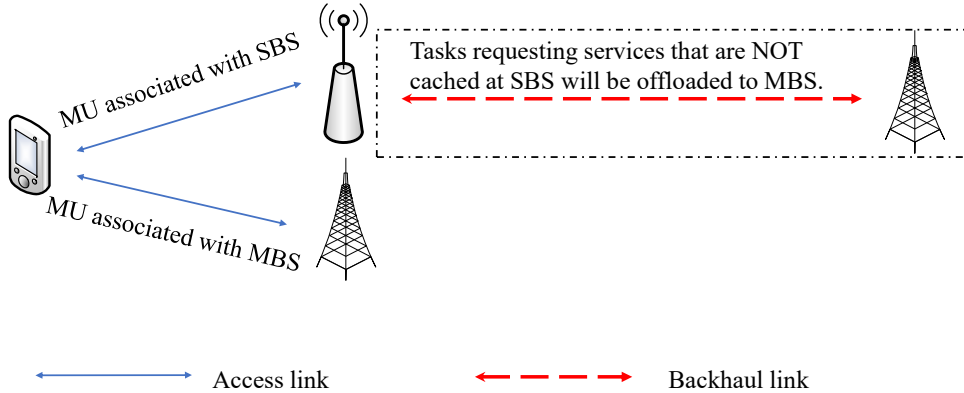 MU associated with SBS
Tasks requesting services that are NOT
cached at SBS will be offloaded to MBS.
MU associated with MBS
Access link
Backhaul link